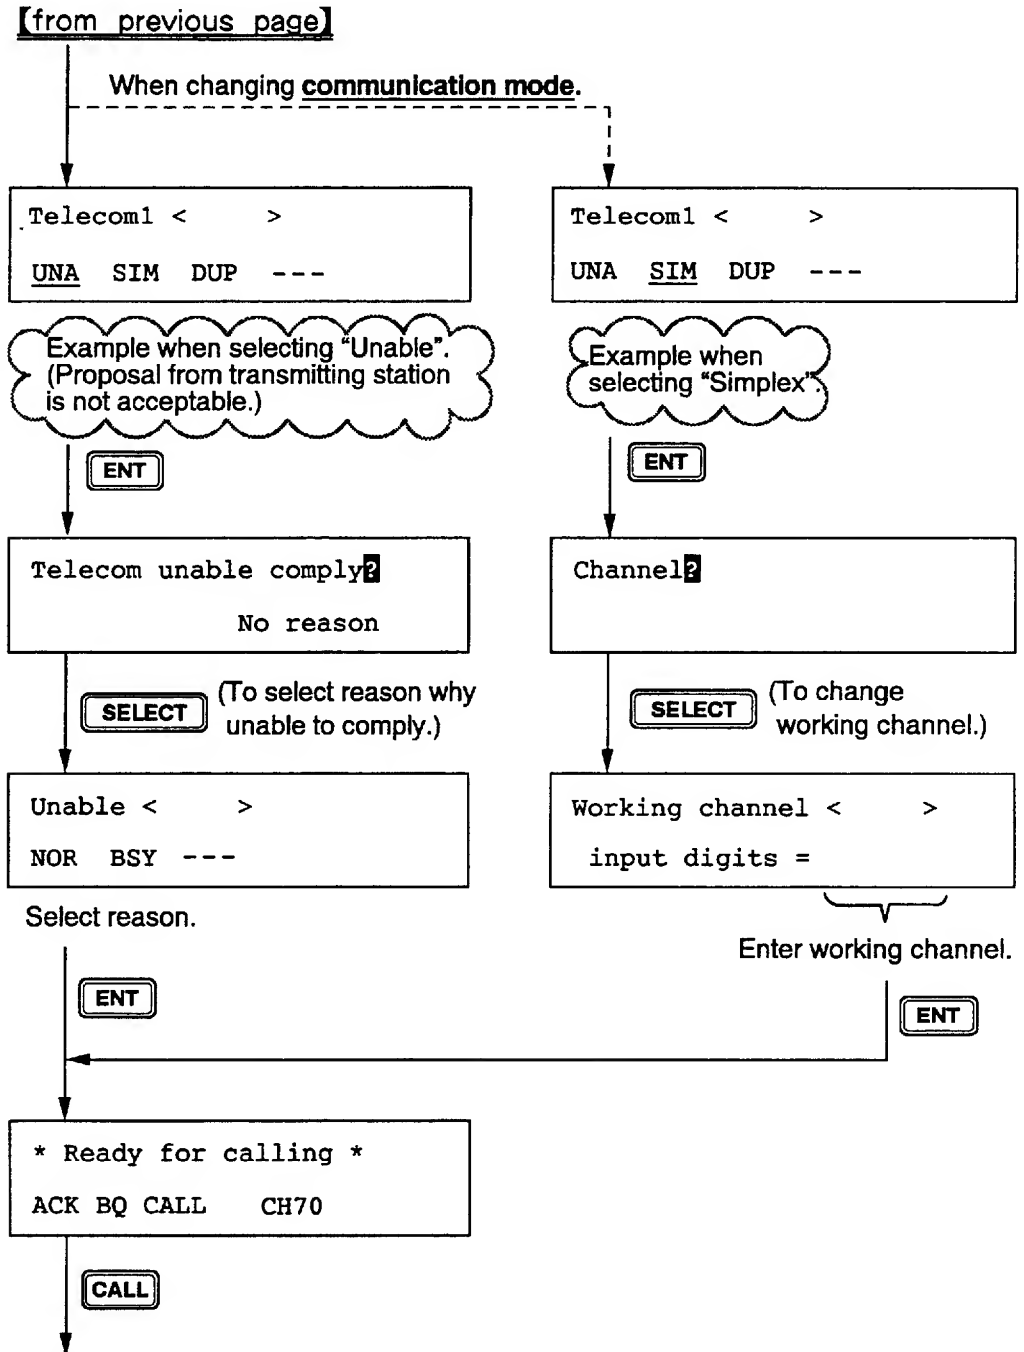 【from previous page】
When changing communication mode.
Telecom1 <     >
UNA SIM DUP ---
Telecom1 <     >
UNA SIM DUP ---
Example when selecting “Unable”.
(Proposal from transmitting station
is not acceptable.)
Example when
selecting “Simplex”.
ENT
ENT
Telecom unable comply?
No reason
Channel?
SELECT
(To select reason why
unable to comply.)
SELECT
(To change
working channel.)
Unable <     >
NOR BSY ---
Working channel <     >
input digits =
Select reason.
Enter working channel.
ENT
ENT
* Ready for calling *
ACK BQ CALL CH70
CALL